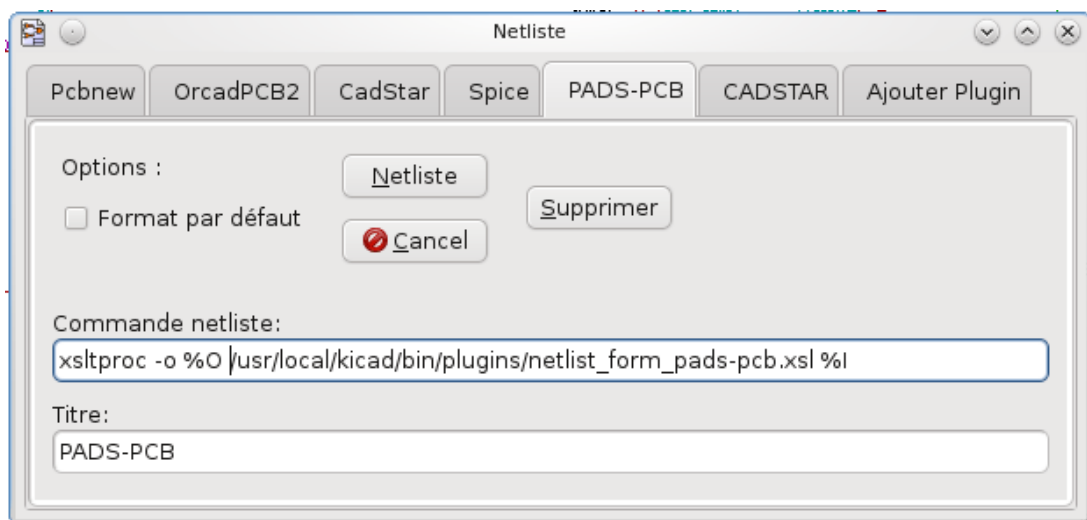 Netliste
Pcbnew OrcadPCB2 CadStar Spice PADS-PCB CADSTAR Ajouter Plugin
Options :
Netliste
Supprimer
Format par défaut
Cancel
Commande netliste:
xsltproc -o %O /usr/local/kicad/bin/plugins/netlist_form_pads-pcb.xsl %I
Titre:
PADS-PCB